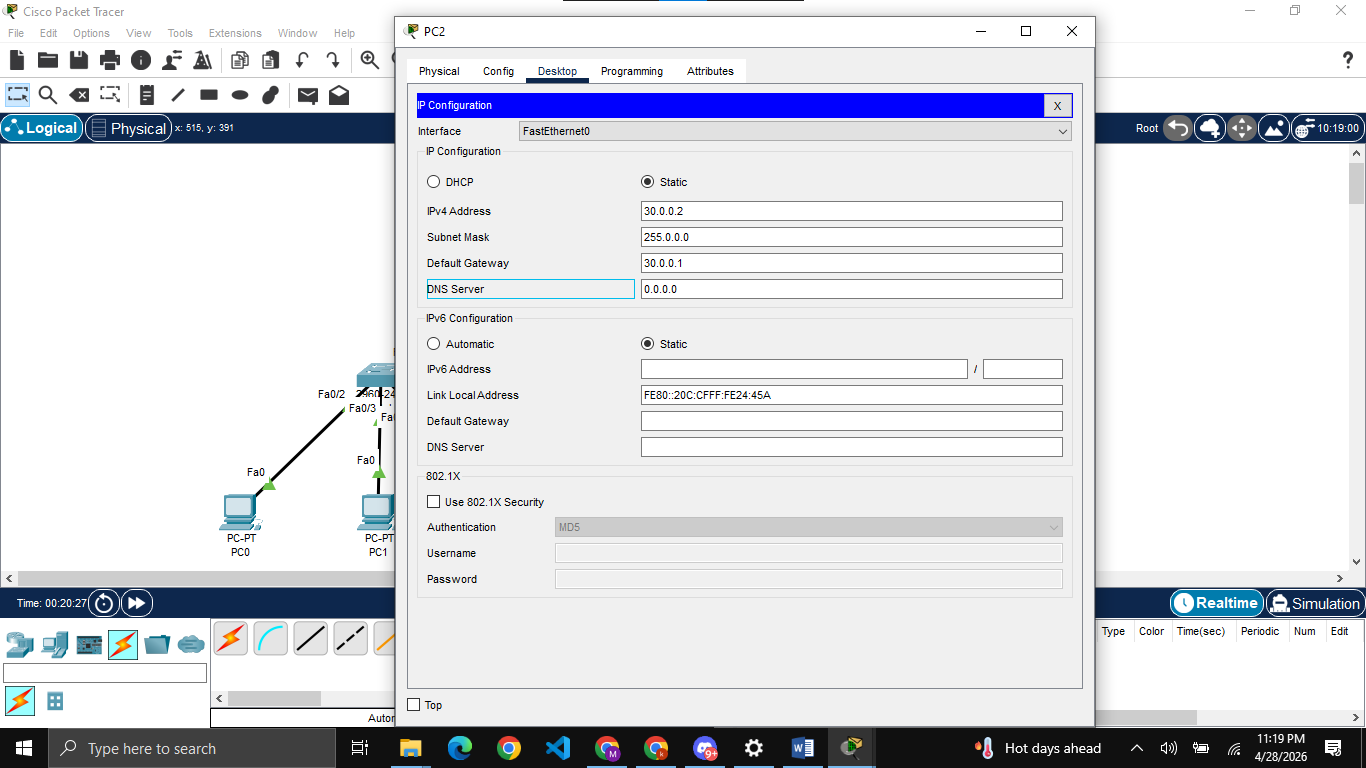 Cisco Packet Tracer
File Edit Options View Tools Extensions Window Help
Logical Physical x: 515, y: 391
Root 10:19:00
PC2
Physical Config Desktop Programming Attributes
IP Configuration X
Interface FastEthernet0
IP Configuration
DHCP Static
IPv4 Address 30.0.0.2
Subnet Mask 255.0.0.0
Default Gateway 30.0.0.1
DNS Server 0.0.0.0
IPv6 Configuration
Automatic Static
IPv6 Address /
Link Local Address FE80::20C:CFFF:FE24:45A
Default Gateway
DNS Server
802.1X
Use 802.1X Security
Authentication MD5
Username
Password
Top
Fa0/2
Fa0/3
Fa0
Fa0
PC-PT
PC0
PC-PT
PC1
Time: 00:20:27
Realtime Simulation
Type Color Time(sec) Periodic Num Edit
Type here to search
Hot days ahead
11:19 PM
4/28/2026